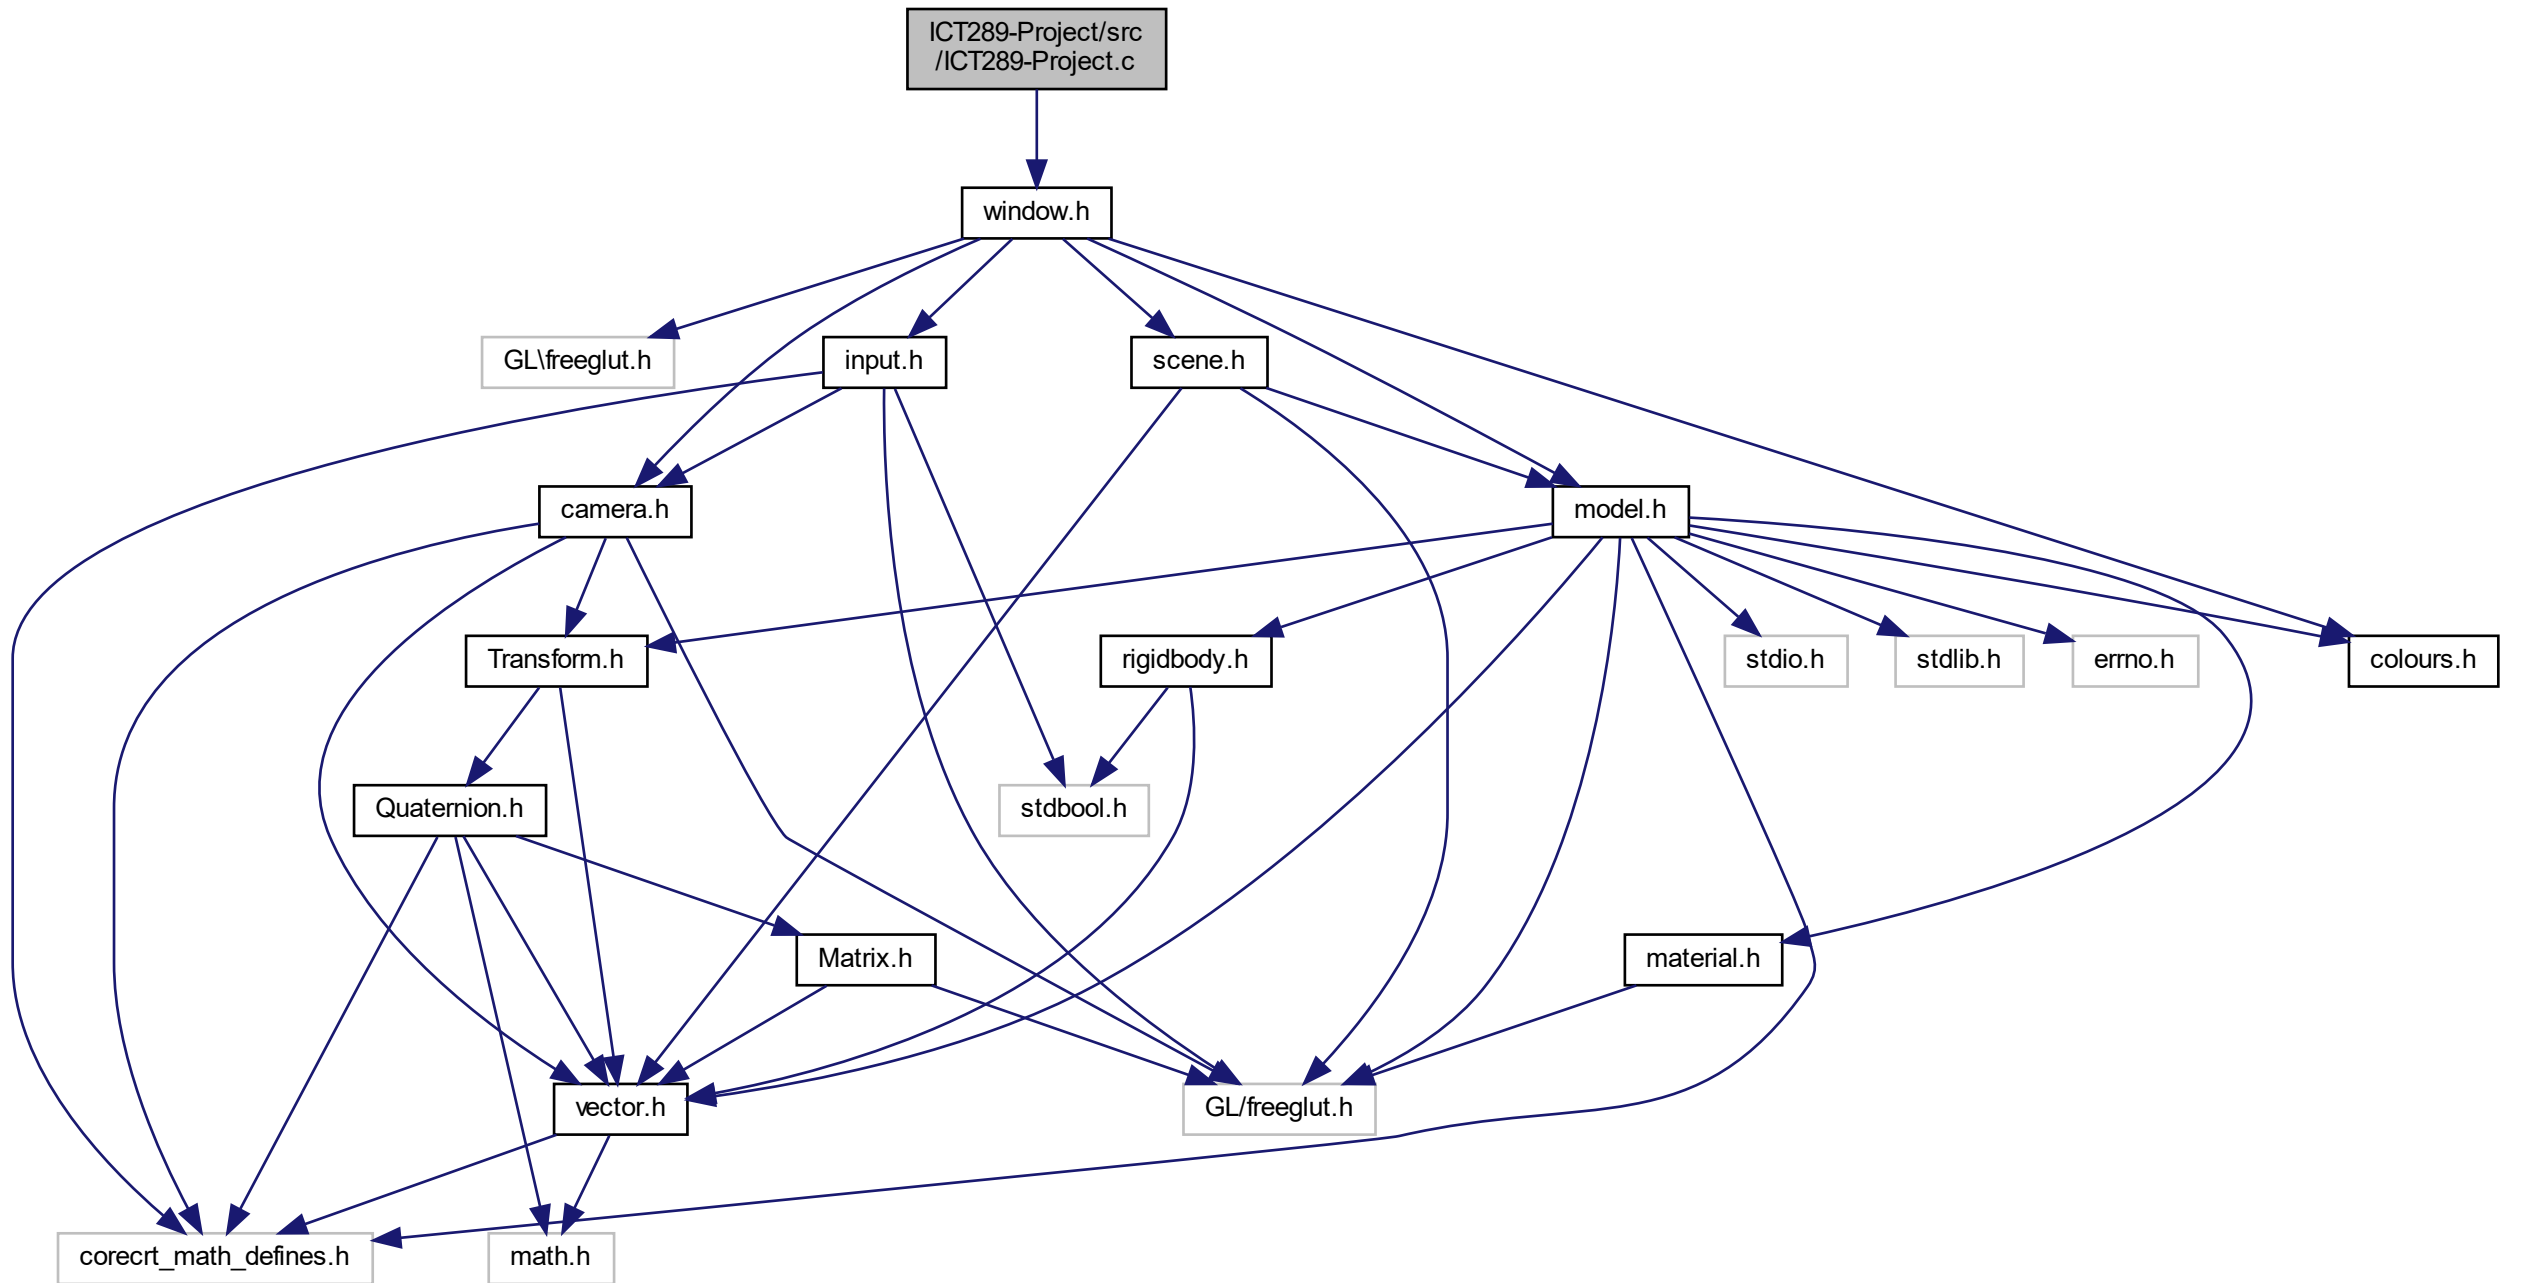 ICT289-Project/src
/ICT289-Project.c
window.h
GL\freeglut.h
input.h
scene.h
camera.h
model.h
Transform.h
rigidbody.h
stdio.h
stdlib.h
errno.h
colours.h
Quaternion.h
stdbool.h
Matrix.h
material.h
vector.h
GL/freeglut.h
corecrt_math_defines.h
math.h